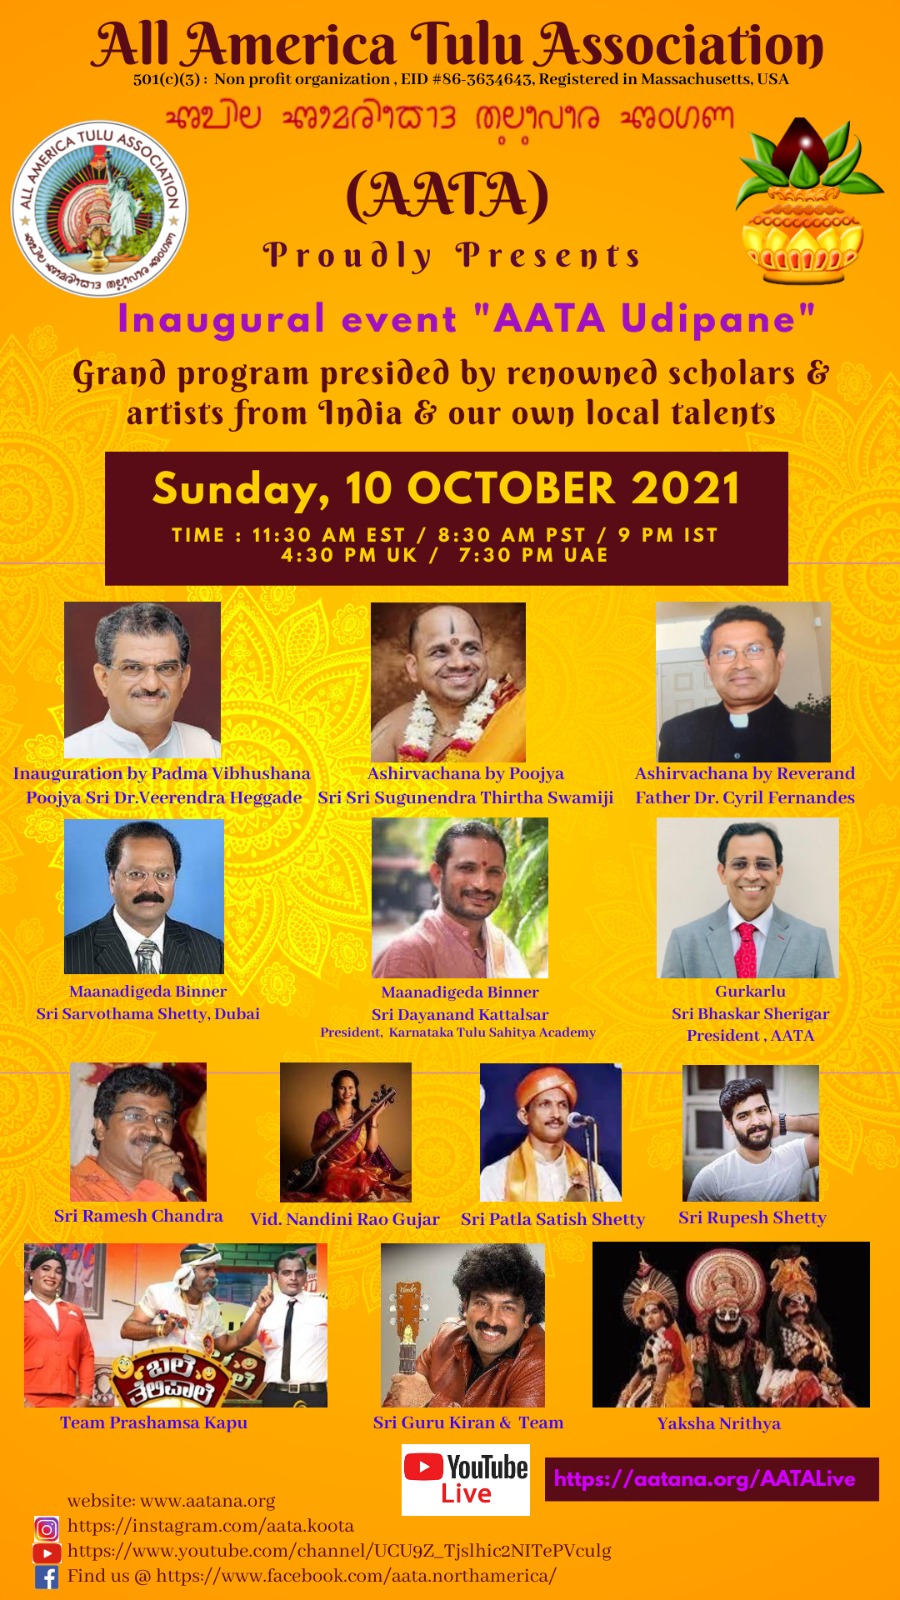 All America Tulu Association
501(c)(3) : Non profit organization , EID #86-3634643, Registered in Massachusetts, USA
(AATA)
ALL AMERICA TULU ASSOCIATION
Proudly Presents
Inaugural event "AATA Udipane"
Grand program presided by renowned scholars &
artists from India & our own local talents
Sunday, 10 OCTOBER 2021
TIME : 11:30 AM EST / 8:30 AM PST / 9 PM IST
4:30 PM UK / 7:30 PM UAE
Inauguration by Padma Vibhushana
Poojya Sri Dr.Veerendra Heggade
Ashirvachana by Poojya
Sri Sri Sugunendra Thirtha Swamiji
Ashirvachana by Reverand
Father Dr. Cyril Fernandes
Maanadigeda Binner
Sri Sarvothama Shetty, Dubai
Maanadigeda Binner
Sri Dayanand Kattalsar
President, Karnataka Tulu Sahitya Academy
Gurkarlu
Sri Bhaskar Sherigar
President , AATA
Sri Ramesh Chandra
Vid. Nandini Rao Gujar
Sri Patla Satish Shetty
Sri Rupesh Shetty
ಬಲೆ
ತೆಲಿಪಾಲೆ
Team Prashamsa Kapu
Sri Guru Kiran & Team
Yaksha Nrithya
YouTube
Live
https://aatana.org/AATALive
website: www.aatana.org
https://instagram.com/aata.koota
https://www.youtube.com/channel/UCU9Z_Tjslhic2NITePVculg
Find us @ https://www.facebook.com/aata.northamerica/